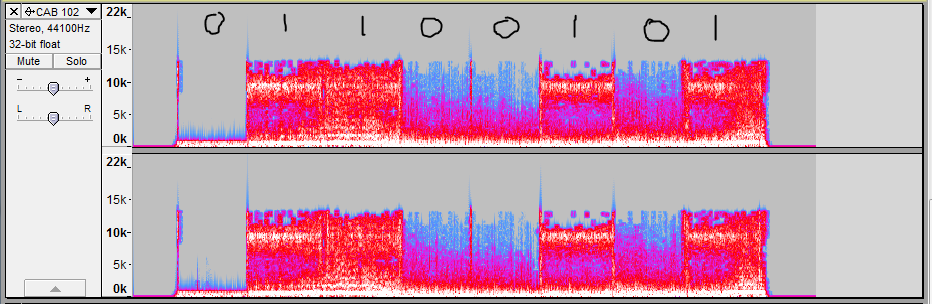 × CAB 102 ▼
Stereo, 44100Hz
32-bit float
Mute Solo
- +
L R
22k
15k
10k
5k
0k
0 1 1 0 0 1 0 1
22k
15k
10k
5k
0k